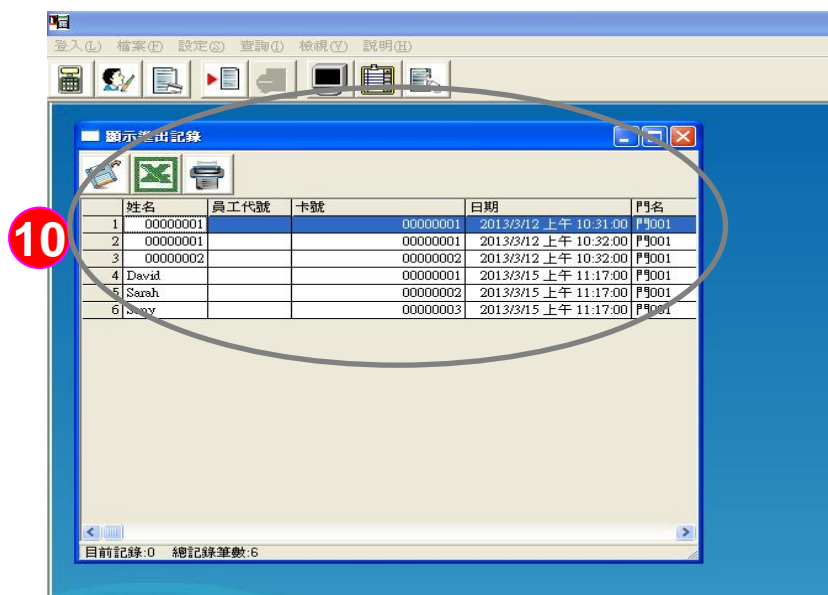 登入(L) 檔案(F) 設定(S) 查詢(I) 檢視(V) 說明(H)
顯示進出記錄
姓名 員工代號 卡號 日期 門名
1 00000001 00000001 2013/3/12 上午 10:31:00 門001
2 00000001 00000001 2013/3/12 上午 10:32:00 門001
3 00000002 00000002 2013/3/12 上午 10:32:00 門001
10
4 David 00000001 2013/3/15 上午 11:17:00 門001
5 Sarah 00000002 2013/3/15 上午 11:17:00 門001
6 00000003 2013/3/15 上午 11:17:00 門001
目前記錄:0 總記錄筆數:6